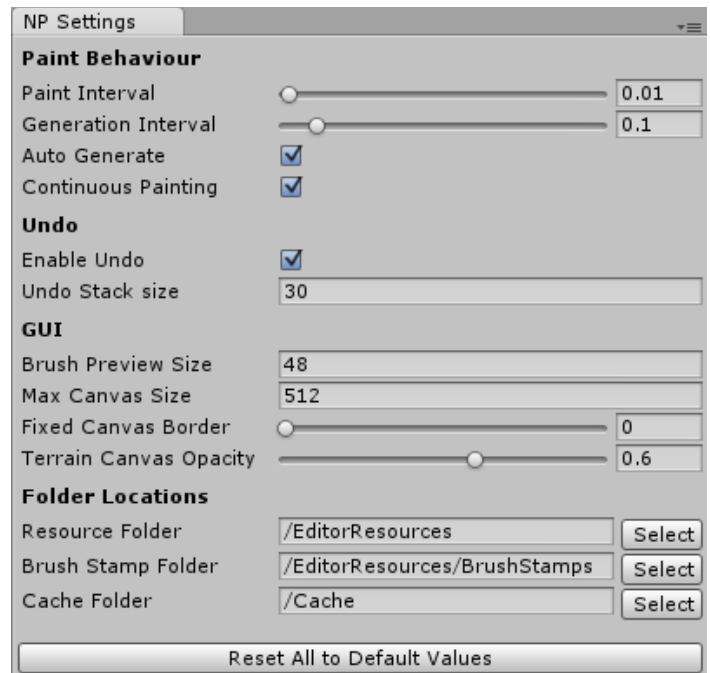 NP Settings
Paint Behaviour
Paint Interval 0.01
Generation Interval 0.1
Auto Generate
Continuous Painting
Undo
Enable Undo
Undo Stack size 30
GUI
Brush Preview Size 48
Max Canvas Size 512
Fixed Canvas Border 0
Terrain Canvas Opacity 0.6
Folder Locations
Resource Folder /EditorResources Select
Brush Stamp Folder /EditorResources/BrushStamps Select
Cache Folder /Cache Select
Reset All to Default Values